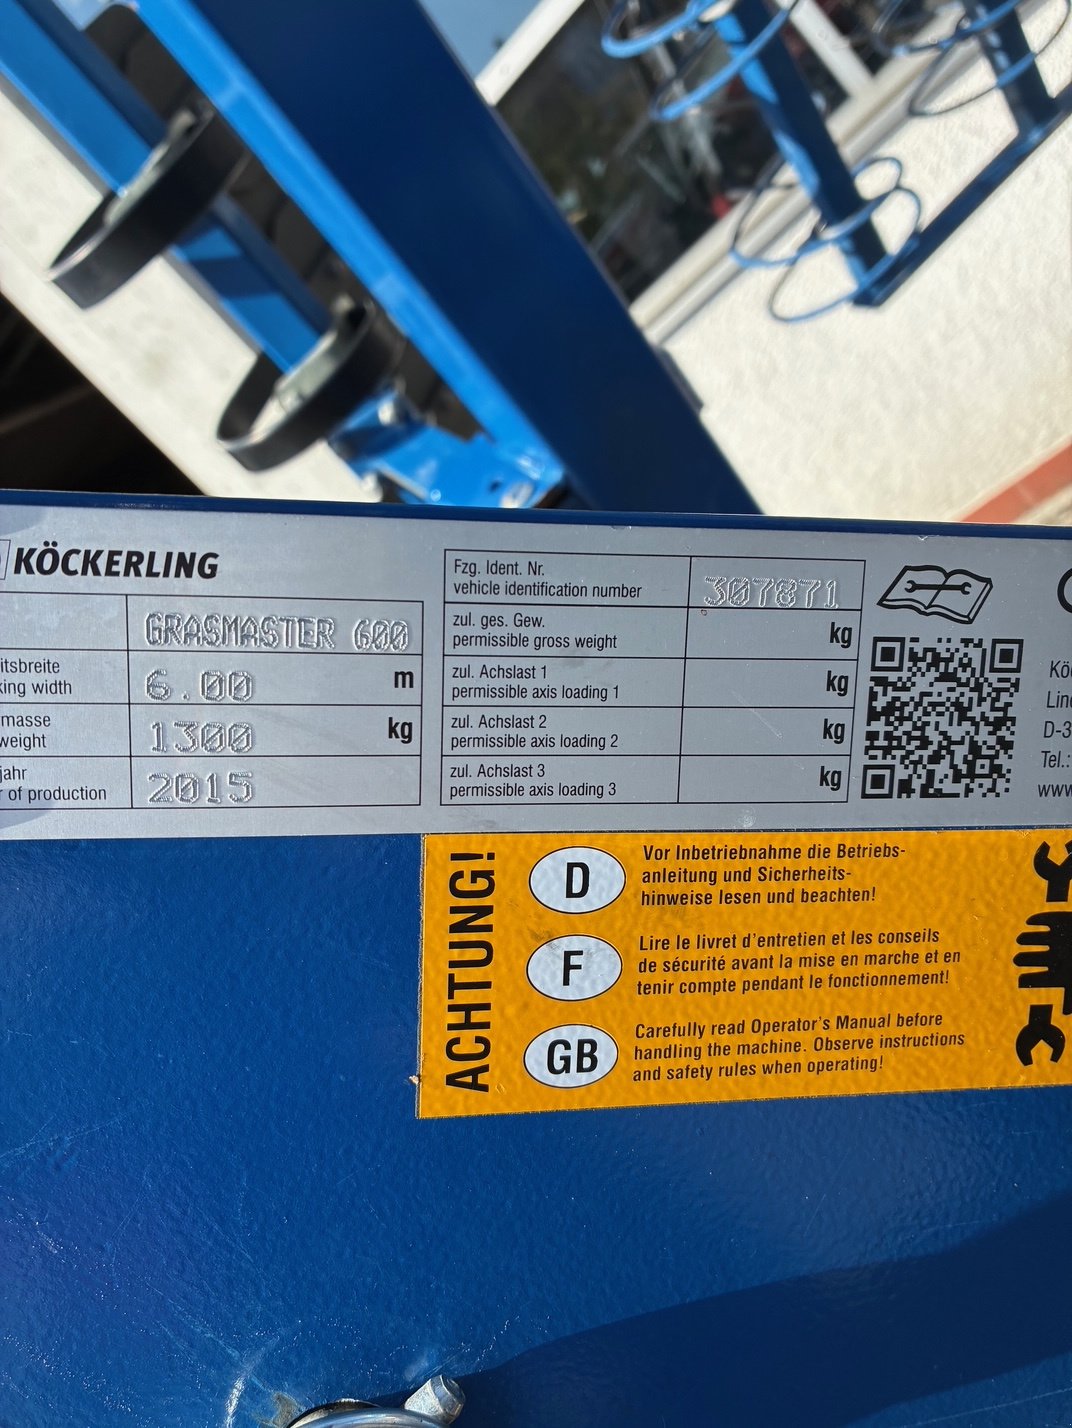 KÖCKERLING
GRASMASTER 600
itsbreite
king width
6.00 m
masse
weight
1300 kg
jahr
r of production
2015
Fzg. Ident. Nr.
vehicle identification number
307871
zul. ges. Gew.
permissible gross weight
kg
zul. Achslast 1
permissible axis loading 1
kg
zul. Achslast 2
permissible axis loading 2
kg
zul. Achslast 3
permissible axis loading 3
kg
Kö
Lin
D-3
Tel.:
www
ACHTUNG!
D
Vor Inbetriebnahme die Betriebs-
anleitung und Sicherheits-
hinweise lesen und beachten!
F
Lire le livret d'entretien et les conseils
de sécurité avant la mise en marche et en
tenir compte pendant le fonctionnement!
GB
Carefully read Operator's Manual before
handling the machine. Observe instructions
and safety rules when operating!